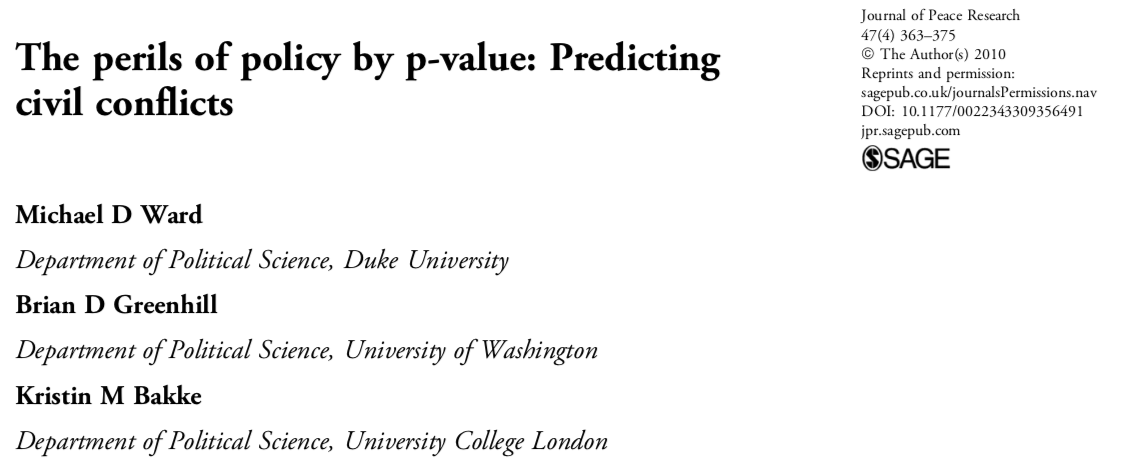 The perils of policy by p-value: Predicting
civil conflicts
Journal of Peace Research
47(4) 363–375
© The Author(s) 2010
Reprints and permission:
sagepub.co.uk/journalsPermissions.nav
DOI: 10.1177/0022343309356491
jpr.sagepub.com
SAGE
Michael D Ward
Department of Political Science, Duke University
Brian D Greenhill
Department of Political Science, University of Washington
Kristin M Bakke
Department of Political Science, University College London